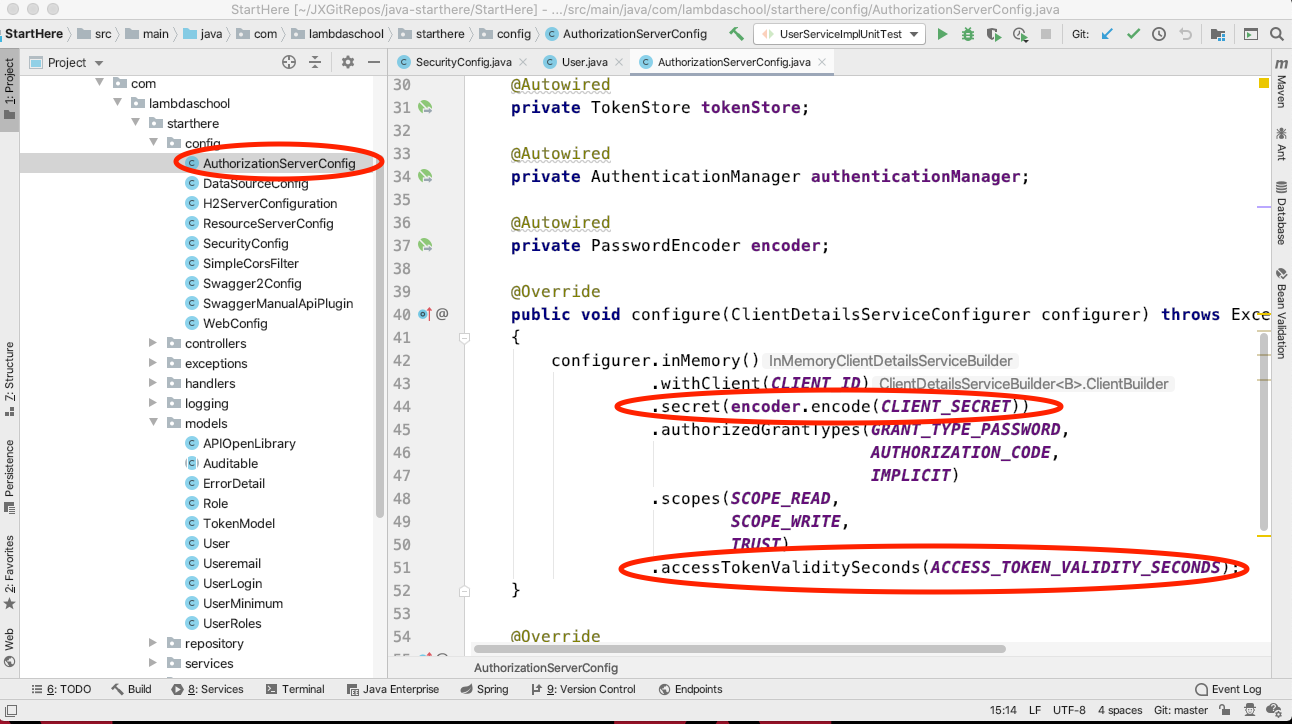 StartHere [~/JXGitRepos/java-starthere/StartHere] - .../src/main/java/com/lambdaschool/starthere/config/AuthorizationServerConfig.java
StartHere src main java com lambdaschool starthere config AuthorizationServerConfig UserServiceImplUnitTest Git:
Project
SecurityConfig.java User.java AuthorizationServerConfig.java
1: Project
Z: Structure
Persistence
2: Favorites
Web
com
lambdaschool
starthere
config
AuthorizationServerConfig
DataSourceConfig
H2ServerConfiguration
ResourceServerConfig
SecurityConfig
SimpleCorsFilter
Swagger2Config
SwaggerManualApiPlugin
WebConfig
controllers
exceptions
handlers
logging
models
APIOpenLibrary
Auditable
ErrorDetail
Role
TokenModel
User
Useremail
UserLogin
UserMinimum
UserRoles
repository
services
30 @Autowired
31 private TokenStore tokenStore;
32
33 @Autowired
34 private AuthenticationManager authenticationManager;
35
36 @Autowired
37 private PasswordEncoder encoder;
38
39 @Override
40 @ public void configure(ClientDetailsServiceConfigurer configurer) throws Exce
41 {
42 configurer.inMemory() InMemoryClientDetailsServiceBuilder
43 .withClient(CLIENT_ID) ClientDetailsServiceBuilder<B>.ClientBuilder
44 .secret(encoder.encode(CLIENT_SECRET))
45 .authorizedGrantTypes(GRANT_TYPE_PASSWORD,
46 AUTHORIZATION_CODE,
47 IMPLICIT)
48 .scopes(SCOPE_READ,
49 SCOPE_WRITE,
50 TRUST)
51 .accessTokenValiditySeconds(ACCESS_TOKEN_VALIDITY_SECONDS);
52 }
53
54 @Override
AuthorizationServerConfig
m Maven
Ant
Database
Bean Validation
6: TODO Build 8: Services Terminal Java Enterprise Spring 9: Version Control Endpoints Event Log
15:14 LF UTF-8 4 spaces Git: master